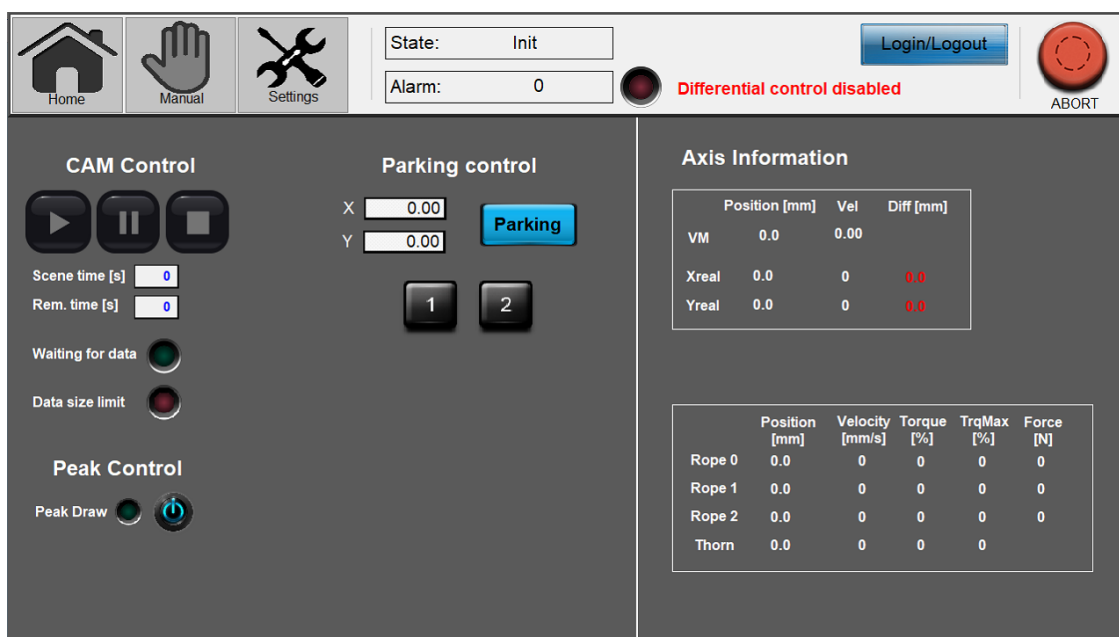 Home
Manual
Settings
State: Init
Alarm: 0
Differential control disabled
Login/Logout
ABORT
CAM Control
Scene time [s] 0
Rem. time [s] 0
Waiting for data
Data size limit
Peak Control
Peak Draw
Parking control
X 0.00
Y 0.00
Parking
1 2
Axis Information
Position [mm] Vel Diff [mm]
VM 0.0 0.00
Xreal 0.0 0 0.0
Yreal 0.0 0 0.0
Position [mm] Velocity [mm/s] Torque [%] TrqMax [%] Force [N]
Rope 0 0.0 0 0 0 0
Rope 1 0.0 0 0 0 0
Rope 2 0.0 0 0 0 0
Thorn 0.0 0 0 0